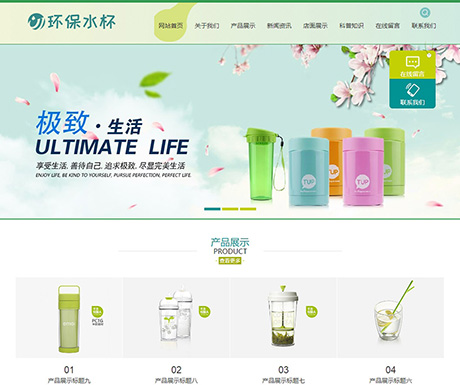 环保水杯
网站首页 关于我们 产品展示 新闻资讯 店面展示 科普知识 在线留言 联系我们
在线留言
联系我们
极致·生活
ULTIMATE LIFE
享受生活, 善待自己, 追求极致, 尽显完美生活
ENJOY LIFE, BE KIND TO YOURSELF, PURSUE PERFECTION, PERFECT LIFE.
TUP TUP
产品展示
PRODUCT
查看更多
PCTG
01 02 03 04
产品展示标题九 产品展示标题八 产品展示标题七 产品展示标题六